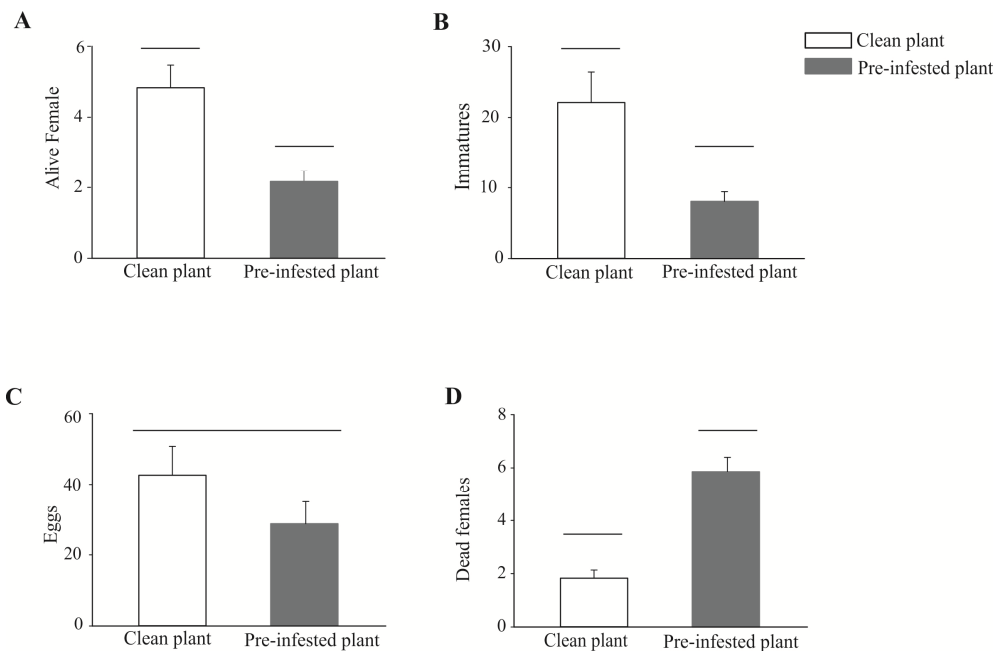 A
Alive Female
6
4
2
0
Clean plant
Pre-infested plant
B
Immatures
30
20
10
0
Clean plant
Pre-infested plant
Clean plant
Pre-infested plant
C
Eggs
60
40
20
0
Clean plant
Pre-infested plant
D
Dead females
8
6
4
2
0
Clean plant
Pre-infested plant